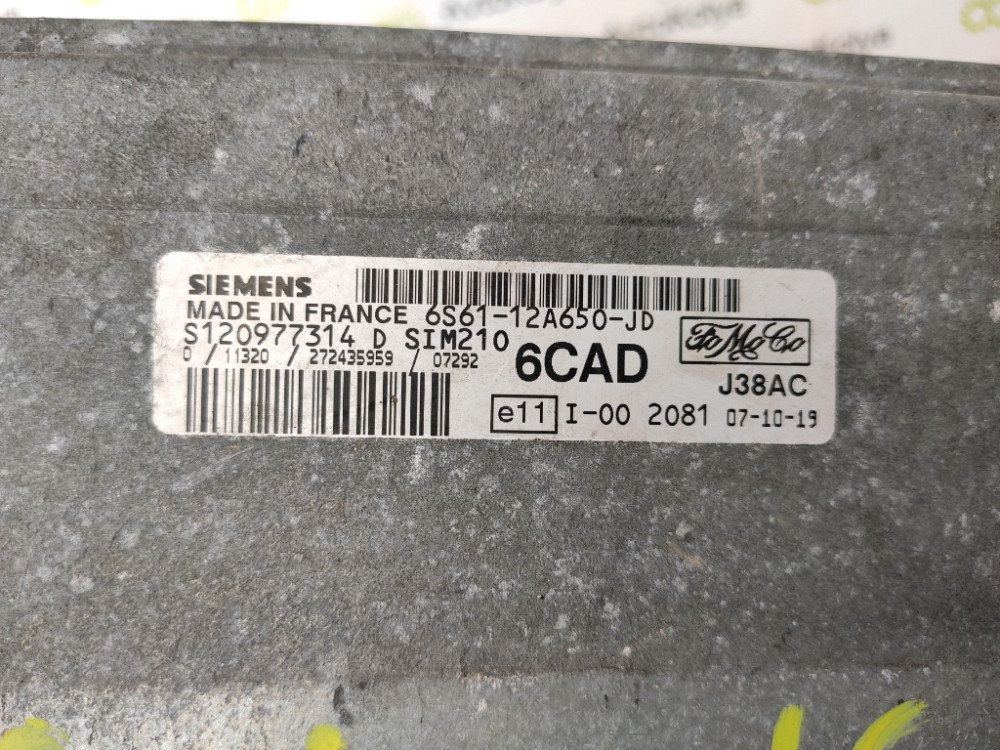 SIEMENS
MADE IN FRANCE 6S61-12A650-JD
S120977314 D SIM210
0 / 11320 / 272435959 / 07292
6CAD
FoMoCo
J38AC
e11 I-00 2081 07-10-19